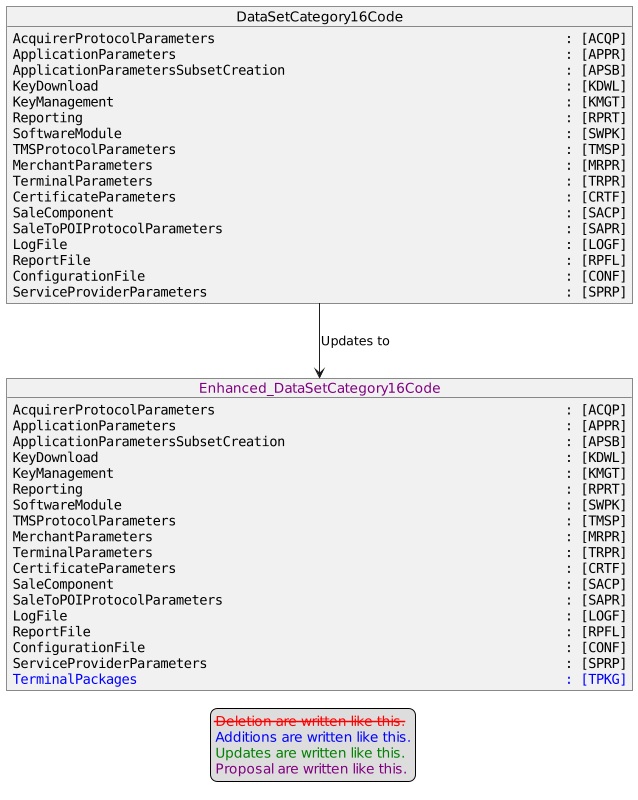 DataSetCategory16Code
AcquirerProtocolParameters : [ACQP]
ApplicationParameters : [APPR]
ApplicationParametersSubsetCreation : [APSB]
KeyDownload : [KDWL]
KeyManagement : [KMGT]
Reporting : [RPRT]
SoftwareModule : [SWPK]
TMSProtocolParameters : [TMSP]
MerchantParameters : [MRPR]
TerminalParameters : [TRPR]
CertificateParameters : [CRTF]
SaleComponent : [SACP]
SaleToPOIProtocolParameters : [SAPR]
LogFile : [LOGF]
ReportFile : [RPFL]
ConfigurationFile : [CONF]
ServiceProviderParameters : [SPRP]
Updates to
Enhanced_DataSetCategory16Code
AcquirerProtocolParameters : [ACQP]
ApplicationParameters : [APPR]
ApplicationParametersSubsetCreation : [APSB]
KeyDownload : [KDWL]
KeyManagement : [KMGT]
Reporting : [RPRT]
SoftwareModule : [SWPK]
TMSProtocolParameters : [TMSP]
MerchantParameters : [MRPR]
TerminalParameters : [TRPR]
CertificateParameters : [CRTF]
SaleComponent : [SACP]
SaleToPOIProtocolParameters : [SAPR]
LogFile : [LOGF]
ReportFile : [RPFL]
ConfigurationFile : [CONF]
ServiceProviderParameters : [SPRP]
TerminalPackages : [TPKG]
Deletion are written like this.
Additions are written like this.
Updates are written like this.
Proposal are written like this.